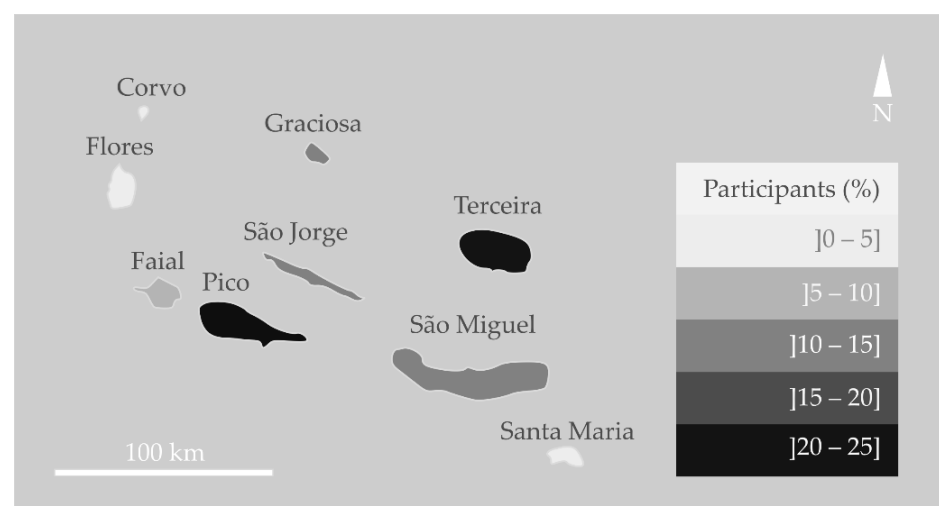 Corvo
Graciosa
Flores
N
Participants (%)
Terceira
São Jorge
]0 – 5]
Faial
Pico
]5 – 10]
São Miguel
]10 – 15]
]15 – 20]
Santa Maria
100 km
]20 – 25]